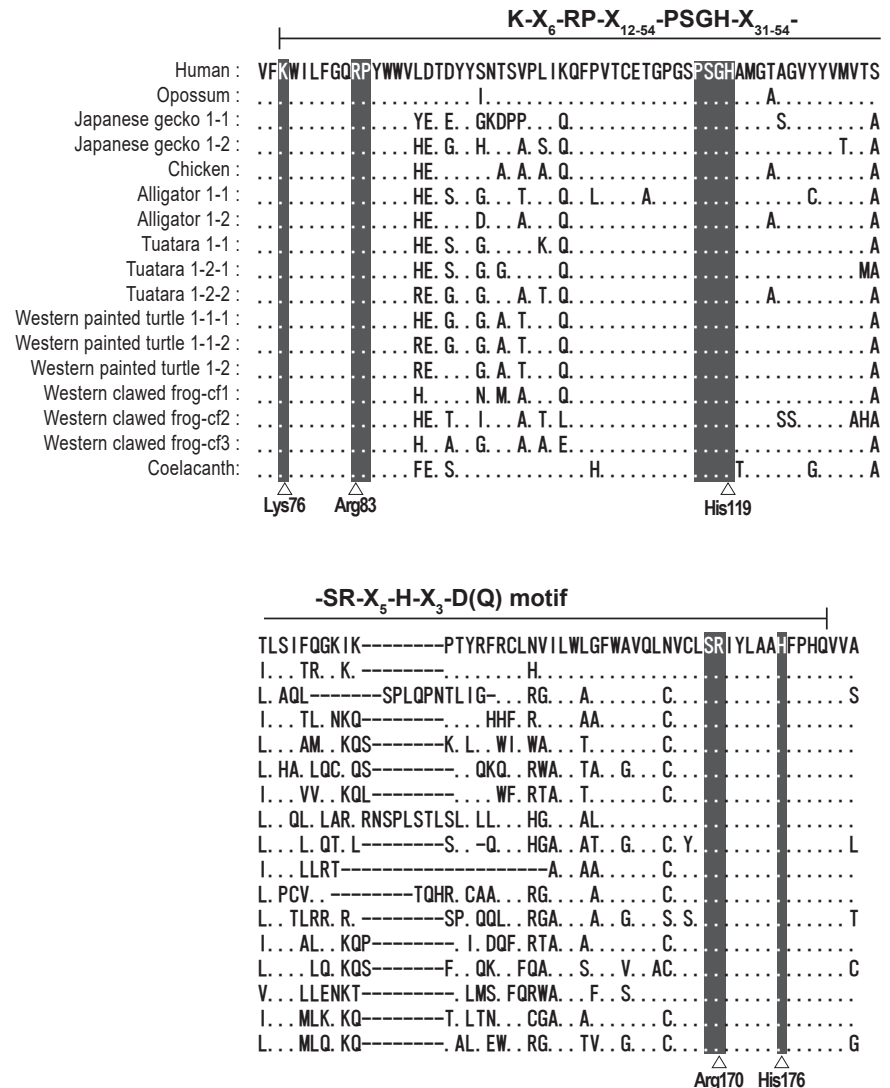 K-X6-RP-X12-54-PSGH-X31-54-
Human : VFKWILFGQRPYWWVLDTDYYSNTSVPLIKQFPVTCETGPGSPSGHAMGTAGVYYVMVTS
Opossum : ......................I...........................A..........
Japanese gecko 1-1 : ...............YE.E..GKDPP...Q.....................S........A
Japanese gecko 1-2 : ...............HE.G..H...A.S.Q..........................T...A
Chicken : ...............HE......A.A.A.....................A..........A
Alligator 1-1 : ...............HE.S..G...T...Q..L....A...............C......A
Alligator 1-2 : ...............HE....D...A...Q...................A..........A
Tuatara 1-1 : ...............HE.S..G.....K.Q..............................A
Tuatara 1-2-1 : ...............HE.S..G.G.....Q.............................MA
Tuatara 1-2-2 : ...............RE.G..G...A.T.Q...................A..........A
Western painted turtle 1-1-1 : ...............HE.G..G.A.T...Q..............................A
Western painted turtle 1-1-2 : ...............RE.G..G.A.T...Q..............................A
Western painted turtle 1-2 : ...............RE....G.A.T...Q..............................A
Western clawed frog-cf1 : ...............H.....N.M.A...Q..............................A
Western clawed frog-cf2 : ...............HE.T..I...A.T.L....................SS.....AHA
Western clawed frog-cf3 : ...............H..A..G...A.A.E..............................A
Coelacanth: ...............FE.S.............H.............T......G......A
Lys76 Arg83 His119
-SR-X5-H-X3-D(Q) motif
TLSIFQGKIK--------PTYRFRCLNVILWLGFWAVQLNVCLSRIYLAAHFPHQVVA
I...TR..K.--------........H................................
L.AQL-------SPLQPNTLIG-...RG...A.......C.................S
I...TL.NKQ--------....HHF.R....AA......C..................
L...AM..KQS-------K.L..WI.WA...T.......C..................
L.HA.LQC.QS--------..QKQ..RWA..TA..G...C..................
I...VV..KQL--------....WF.RTA..T.......C..................
L..QL.LAR.RNSPLSTLSL.LL...HG...AL.........................
L...L.QT.L--------S..-Q...HGA..AT..G...C.Y...............L
I...LLRT---------------------A..AA.....C..................
L.PCV..---------TQHR.CAA..RG....A......C..................
L..TLRR.R.--------SP.QQL..RGA...A..G...S.S...............T
I...AL..KQP--------.I.DQF.RTA..A.......C..................
L....LQ.KQS-------F..QK..FQA...S...V..AC.................C
V...LLENKT--------.LMS.FQRWA...F..S.......................
I...MLK.KQ--------T.LTN...CGA..A.......C..................
L...MLQ.KQ--------.AL.EW..RG...TV..G...C.................G
Arg170 His176